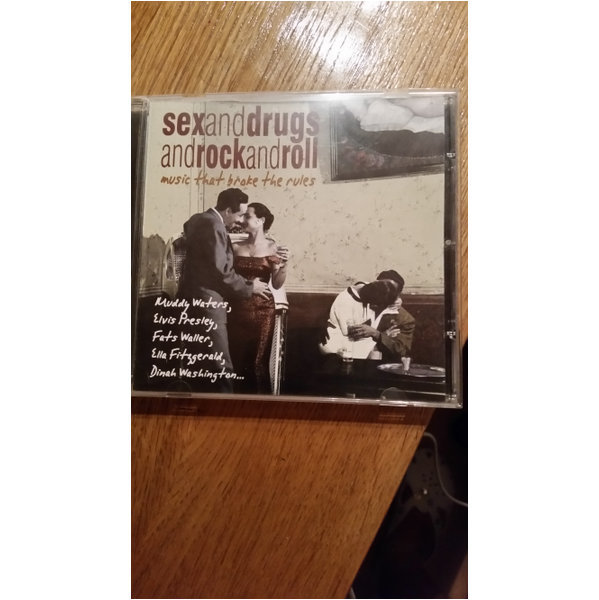 sexanddrugs
androckandroll
music that broke the rules
Muddy Waters,
Elvis Presley,
Fats Waller,
Ella Fitzgerald,
Dinah Washington...